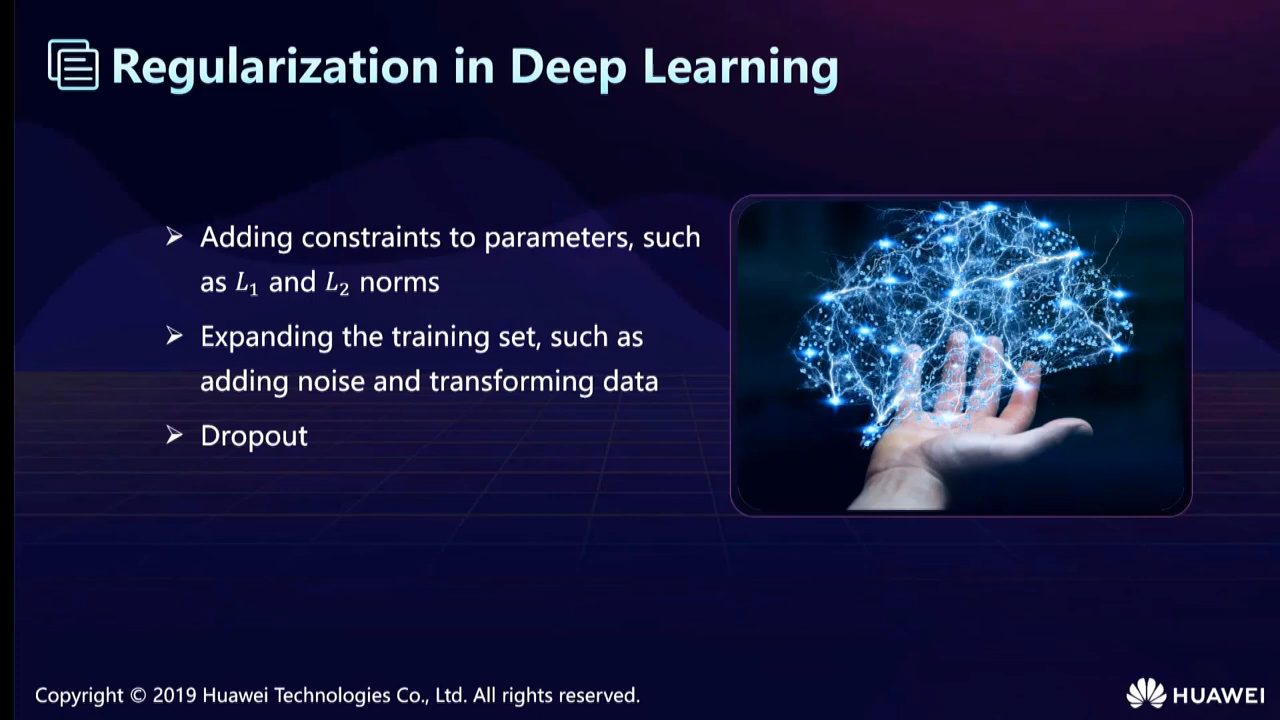 Regularization in Deep Learning
➢ Adding constraints to parameters, such
as L₁ and L₂ norms
➢ Expanding the training set, such as
adding noise and transforming data
➢ Dropout
Copyright © 2019 Huawei Technologies Co., Ltd. All rights reserved.
HUAWEI